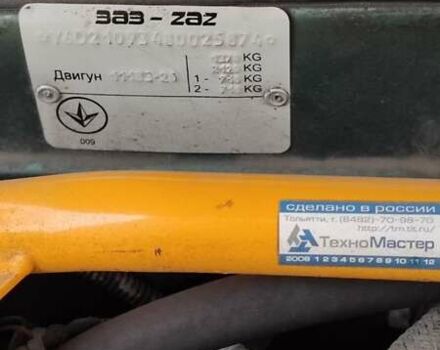 ЗАЗ - ZAZ
KG
KG
Двигун
1 - KG
2 - KG
009
сделано в россии
Тольятти, т. (8482)-70-98-70
http://tm.tlt.ru/
ТехноМастер
2008 1 2 3 4 5 6 7 8 9 10 11 12